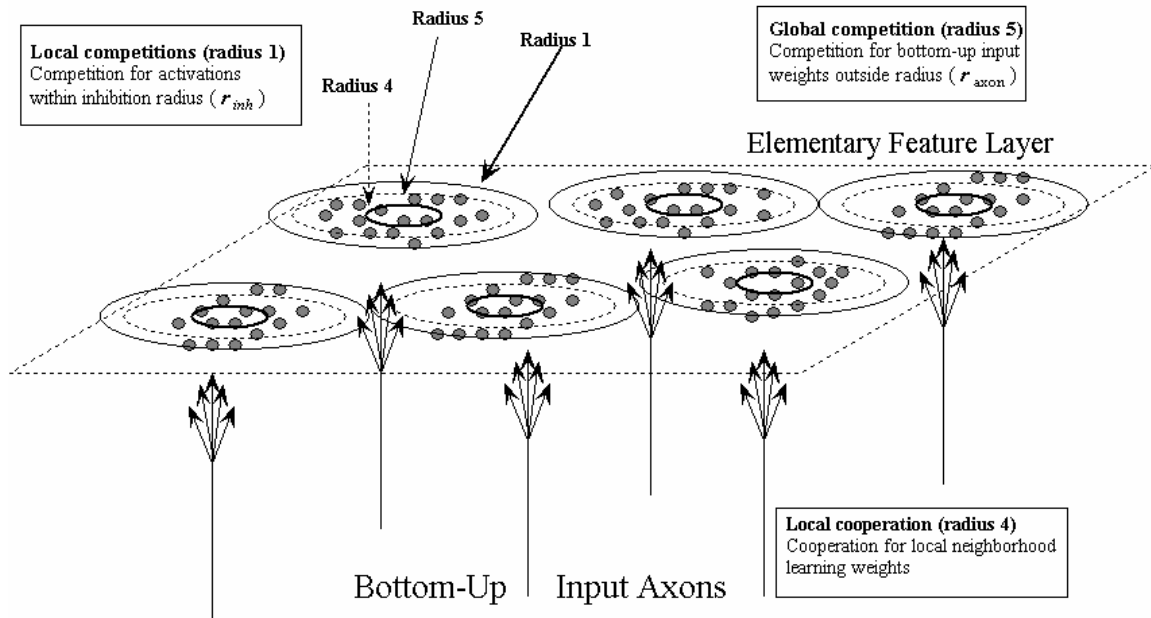 Local competitions (radius 1)
Competition for activations
within inhibition radius ( r inh )
Radius 5
Radius 1
Radius 4
Global competition (radius 5)
Competition for bottom-up input
weights outside radius ( r axon )
Elementary Feature Layer
Local cooperation (radius 4)
Cooperation for local neighborhood
learning weights
Bottom-Up Input Axons